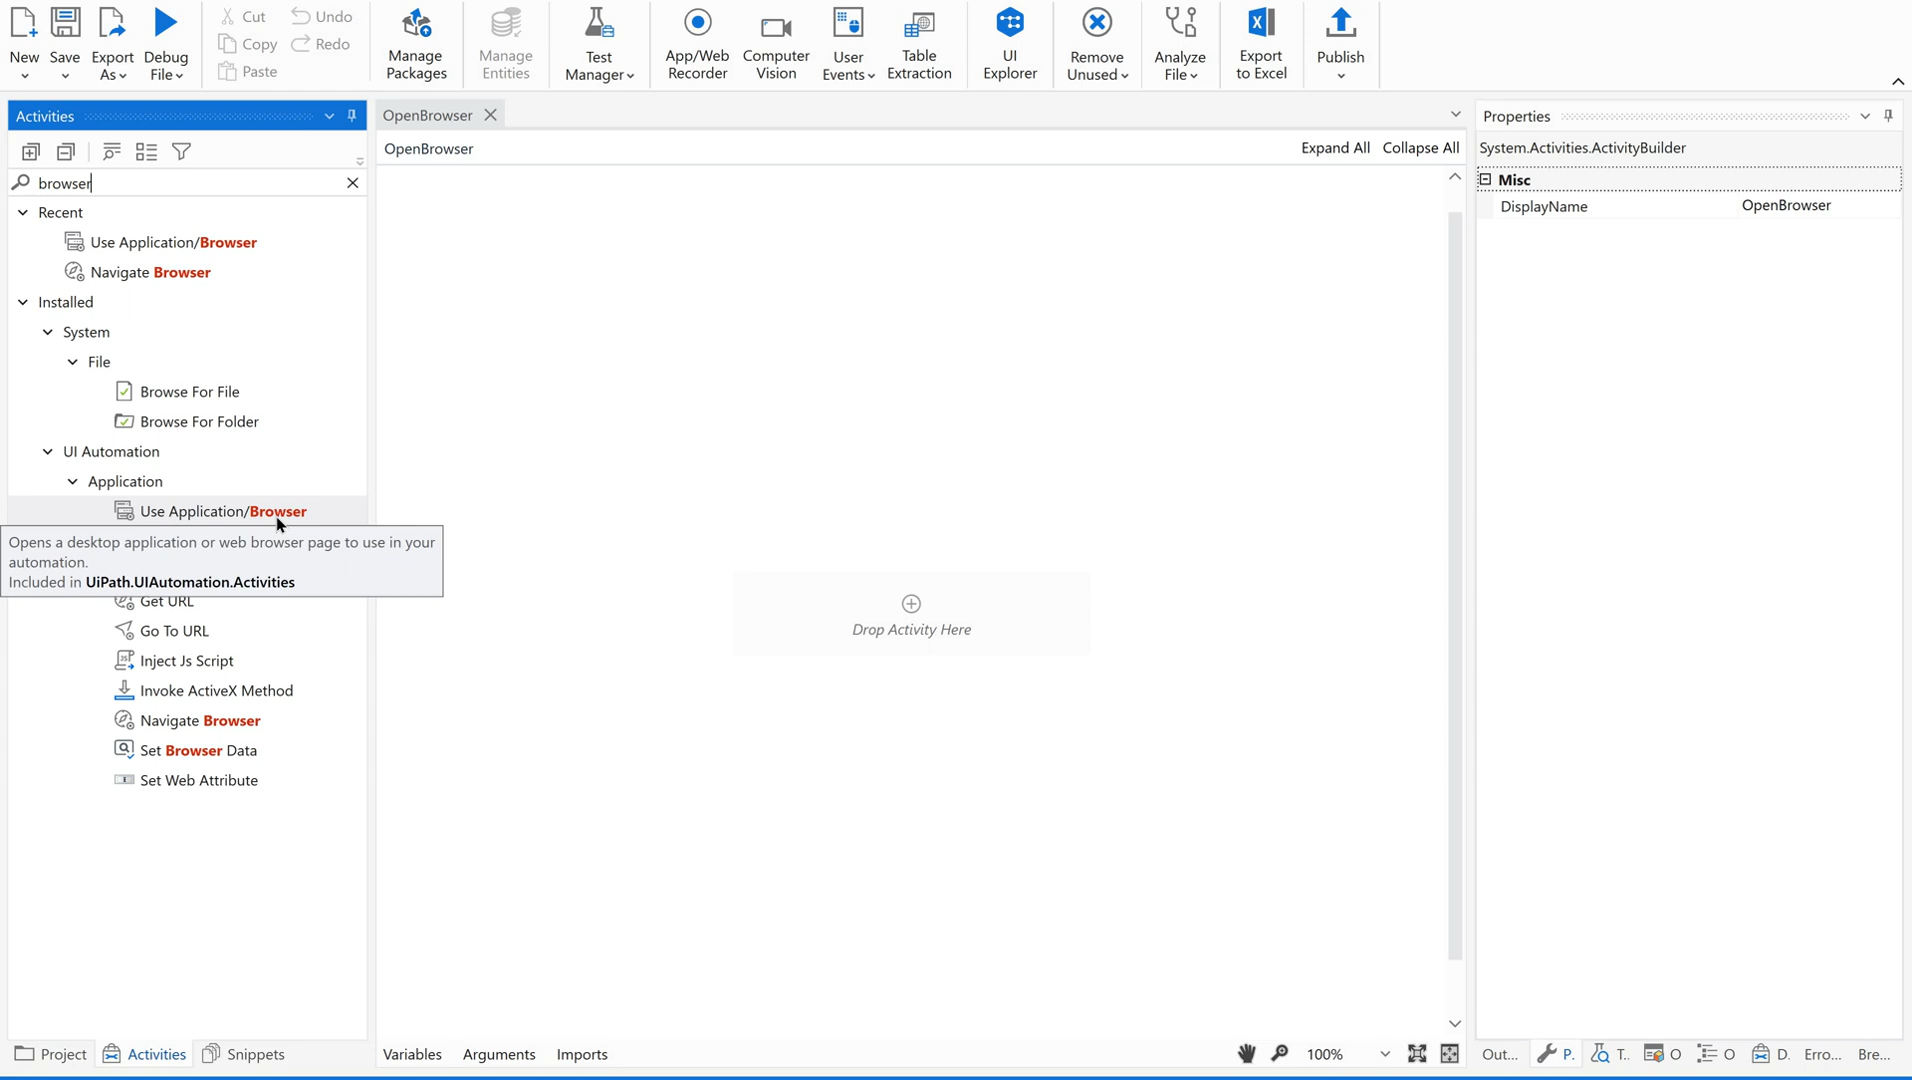 New
Save
Export
As
Debug
File
Cut
Copy
Paste
Undo
Redo
Manage
Packages
Manage
Entities
Test
Manager
App/Web
Recorder
Computer
Vision
User
Events
Table
Extraction
UI
Explorer
Remove
Unused
Analyze
File
Export
to Excel
Publish
Activities
browser
Recent
Use Application/Browser
Navigate Browser
Installed
System
File
Browse For File
Browse For Folder
UI Automation
Application
Use Application/Browser
Opens a desktop application or web browser page to use in your
automation.
Included in UiPath.UIAutomation.Activities
Get URL
Go To URL
Inject Js Script
Invoke ActiveX Method
Navigate Browser
Set Browser Data
Set Web Attribute
Project
Activities
Snippets
OpenBrowser
OpenBrowser
Expand All
Collapse All
Drop Activity Here
Variables
Arguments
Imports
100%
Properties
System.Activities.ActivityBuilder
Misc
DisplayName
OpenBrowser
Out...
P.
T.
O
O
D.
Erro...
Bre...